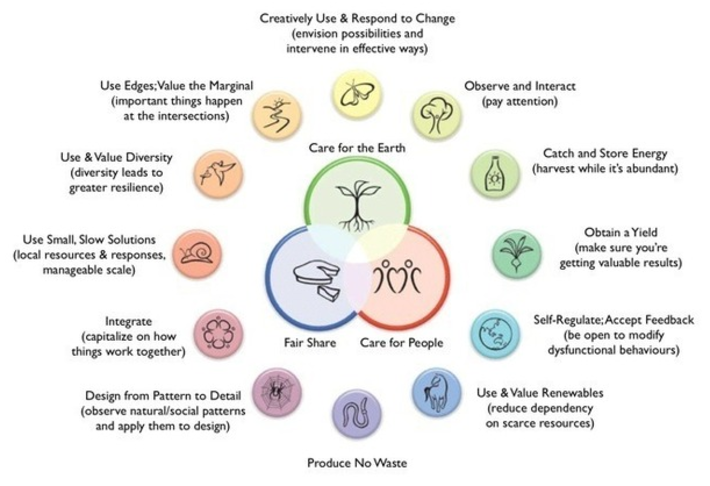 Creatively Use & Respond to Change
(envision possibilities and
intervene in effective ways)
Use Edges; Value the Marginal
(important things happen
at the intersections)
Observe and Interact
(pay attention)
Care for the Earth
Use & Value Diversity
(diversity leads to
greater resilience)
Catch and Store Energy
(harvest while it's abundant)
Use Small, Slow Solutions
(local resources & responses,
manageable scale)
Obtain a Yield
(make sure you're
getting valuable results)
Integrate
(capitalize on how
things work together)
Fair Share
Care for People
Self-Regulate; Accept Feedback
(be open to modify
dysfunctional behaviours)
Design from Pattern to Detail
(observe natural/social patterns
and apply them to design)
Use & Value Renewables
(reduce dependency
on scarce resources)
Produce No Waste